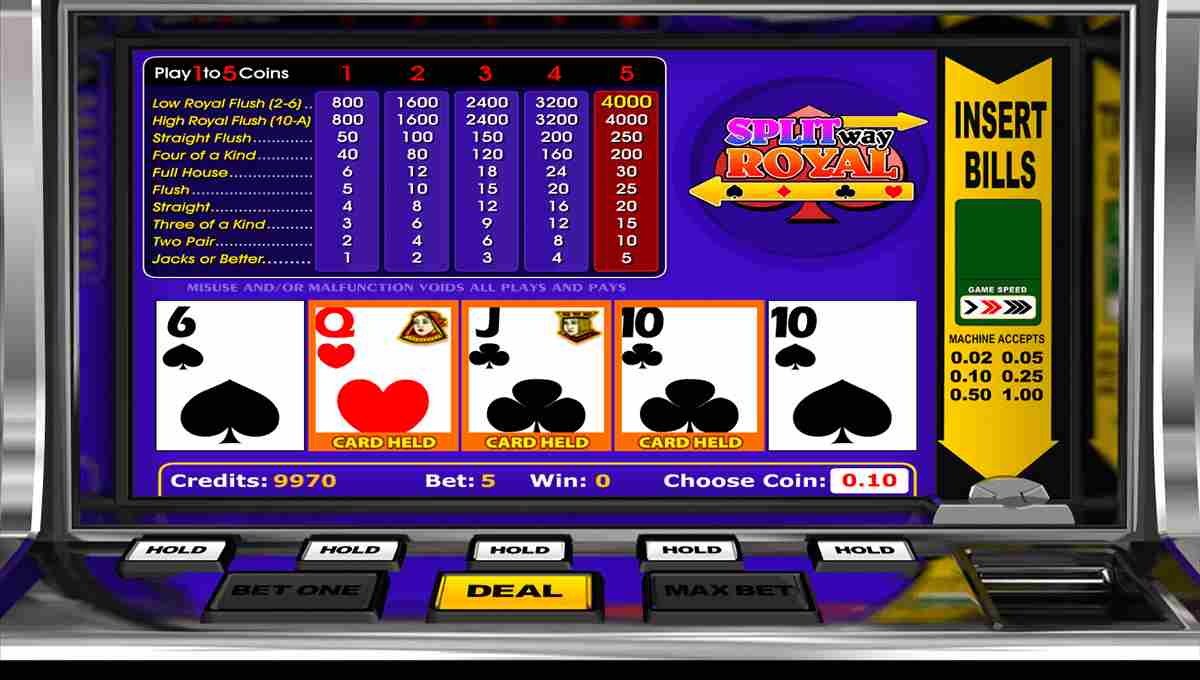 Play 1 to 5 Coins 1 2 3 4 5
Low Royal Flush (2-6).. 800 1600 2400 3200 4000
High Royal Flush (10-A) 800 1600 2400 3200 4000
Straight Flush........... 50 100 150 200 250
Four of a Kind........... 40 80 120 160 200
Full House................ 6 12 18 24 30
Flush....................... 5 10 15 20 25
Straight.................... 4 8 12 16 20
Three of a Kind......... 3 6 9 12 15
Two Pair.................. 2 4 6 8 10
Jacks or Better......... 1 2 3 4 5
MISUSE AND/OR MALFUNCTION VOIDS ALL PLAYS AND PAYS
SPLIT way
ROYAL
INSERT
BILLS
GAME SPEED
MACHINE ACCEPTS
0.02 0.05
0.10 0.25
0.50 1.00
6 Q J 10 10
CARD HELD CARD HELD CARD HELD
Credits: 9970 Bet: 5 Win: 0 Choose Coin: 0.10
HOLD HOLD HOLD HOLD HOLD
BET ONE DEAL MAX BET